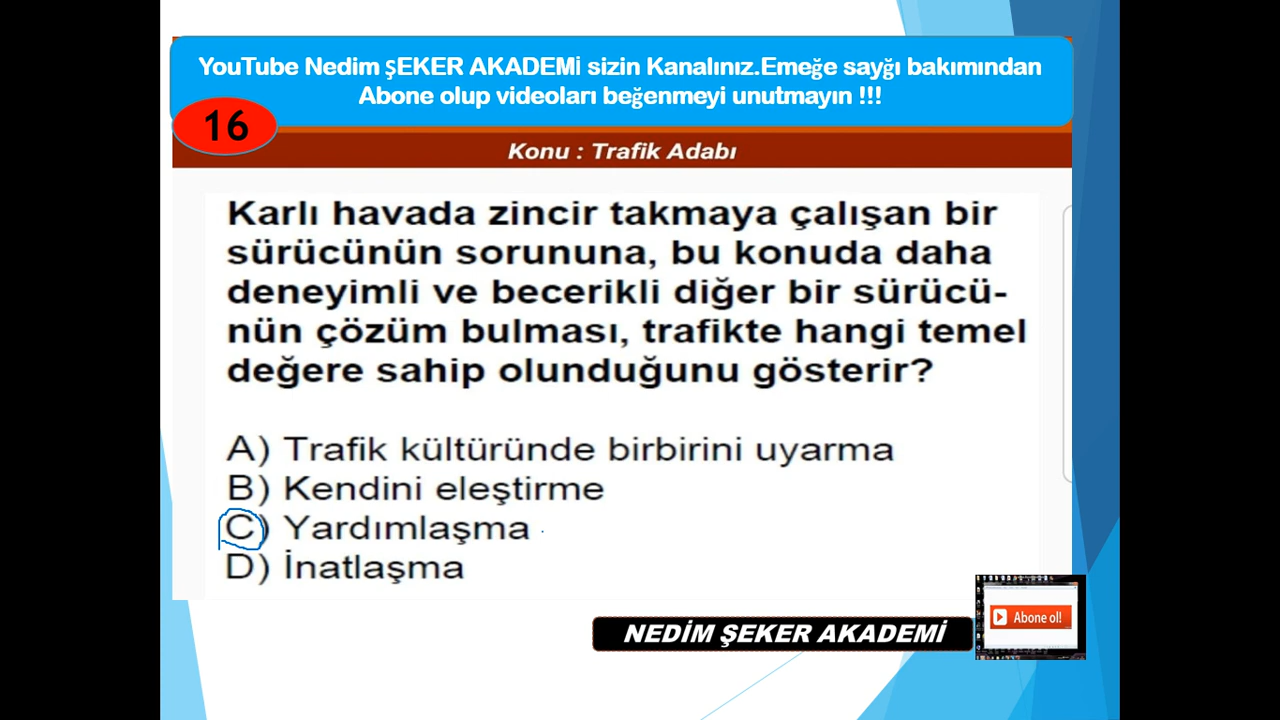 YouTube Nedim ŞEKER AKADEMİ sizin Kanalınız.Emeğe sayğı bakımından
Abone olup videoları beğenmeyi unutmayın !!!
16
Konu : Trafik Adabı
Karlı havada zincir takmaya çalışan bir
sürücünün sorununa, bu konuda daha
deneyimli ve becerikli diğer bir sürücü-
nün çözüm bulması, trafikte hangi temel
değere sahip olunduğunu gösterir?
A) Trafik kültüründe birbirini uyarma
B) Kendini eleştirme
C) Yardımlaşma
D) İnatlaşma
Abone ol!
NEDİM ŞEKER AKADEMİ